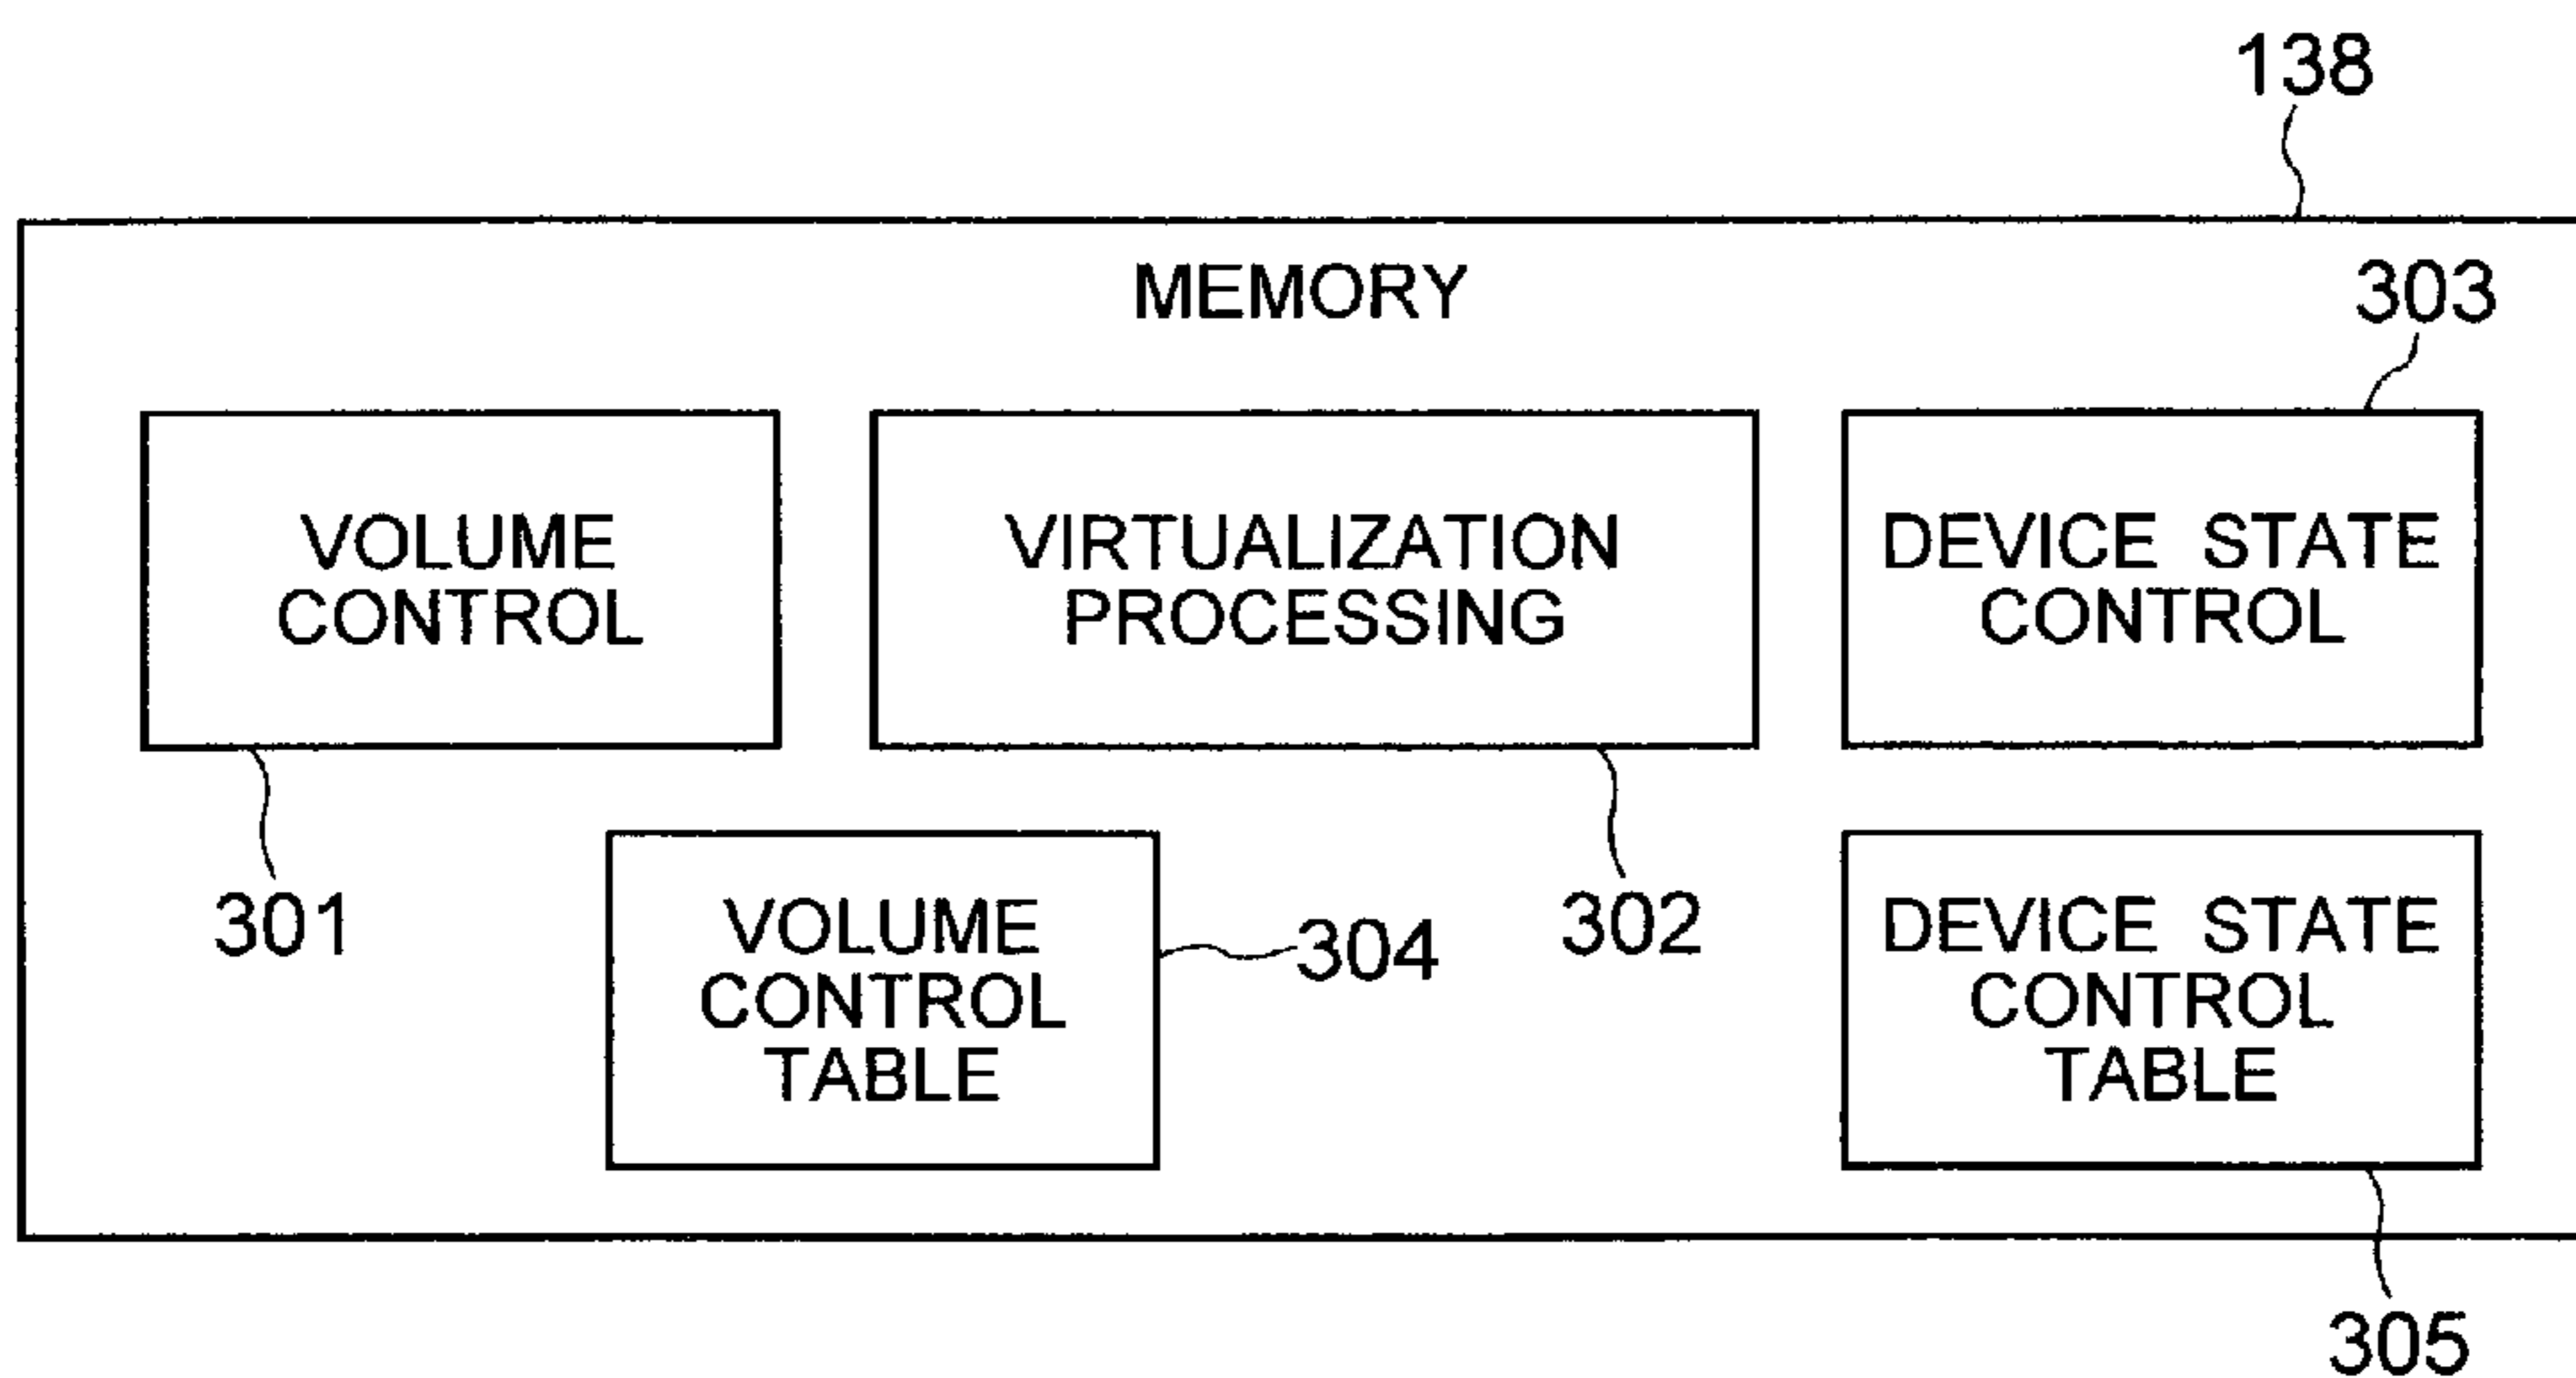 138
MEMORY
303
VOLUME
CONTROL
VIRTUALIZATION
PROCESSING
DEVICE STATE
CONTROL
301
302
VOLUME
CONTROL
TABLE
304
DEVICE STATE
CONTROL
TABLE
305